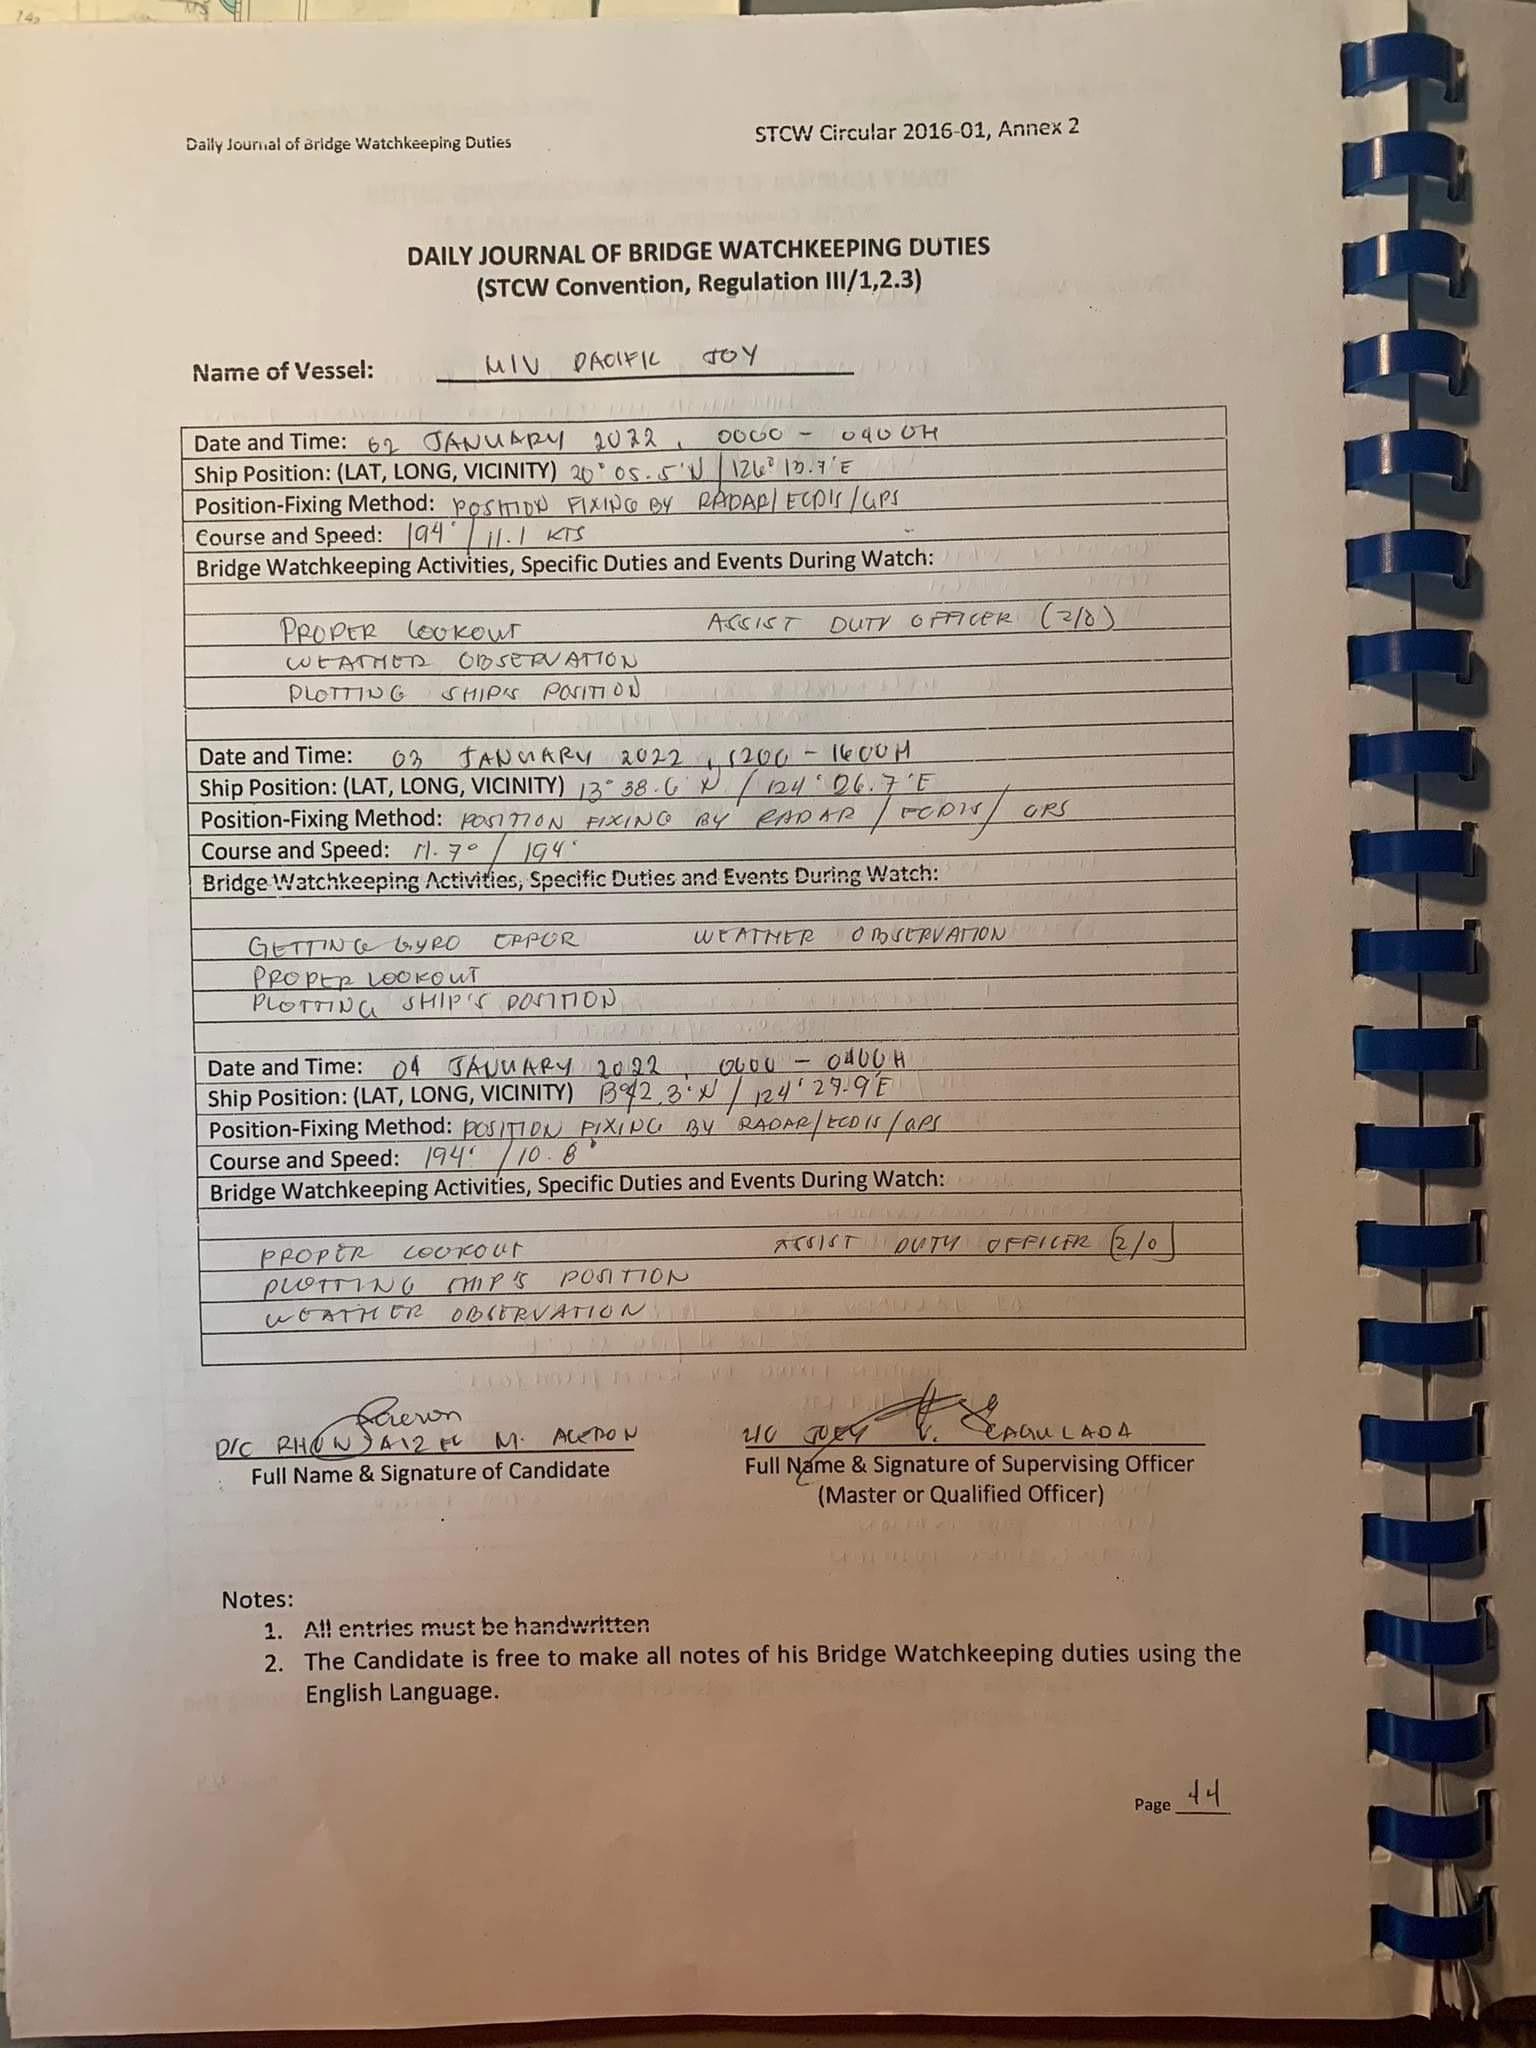 Daily Journal of Bridge Watchkeeping Duties STCW Circular 2016-01, Annex 2
DAILY JOURNAL OF BRIDGE WATCHKEEPING DUTIES
(STCW Convention, Regulation III/1,2.3)
Name of Vessel: M/V PACIFIC JOY
Date and Time: 02 JANUARY 2022, 0000 - 0400H
Ship Position: (LAT, LONG, VICINITY) 20° 05.5'N / 126° 13.7'E
Position-Fixing Method: POSITION FIXING BY RADAR/ECDIS/GPS
Course and Speed: 194° / 11.1 KTS
Bridge Watchkeeping Activities, Specific Duties and Events During Watch:
PROPER LOOKOUT ASSIST DUTY OFFICER (2/O)
WEATHER OBSERVATION
PLOTTING SHIP'S POSITION
Date and Time: 03 JANUARY 2022, 1200 - 1600H
Ship Position: (LAT, LONG, VICINITY) 13° 38.6'N / 124° 26.7'E
Position-Fixing Method: POSITION FIXING BY RADAR / ECDIS / GPS
Course and Speed: 11.7° / 194°
Bridge Watchkeeping Activities, Specific Duties and Events During Watch:
GETTING GYRO ERROR WEATHER OBSERVATION
PROPER LOOKOUT
PLOTTING SHIP'S POSITION
Date and Time: 04 JANUARY 2022, 0000 - 0400H
Ship Position: (LAT, LONG, VICINITY) 124° 27.9'E
Position-Fixing Method: POSITION FIXING BY RADAR/ECDIS/GPS
Course and Speed: 194° / 10.8°
Bridge Watchkeeping Activities, Specific Duties and Events During Watch:
PROPER LOOKOUT ASSIST DUTY OFFICER (2/O)
PLOTTING SHIP'S POSITION
WEATHER OBSERVATION
D/C M. ACERON 2/O JOEY V. CAGULADA
Full Name & Signature of Candidate Full Name & Signature of Supervising Officer
(Master or Qualified Officer)
Notes:
1. All entries must be handwritten
2. The Candidate is free to make all notes of his Bridge Watchkeeping duties using the
English Language.
Page 44